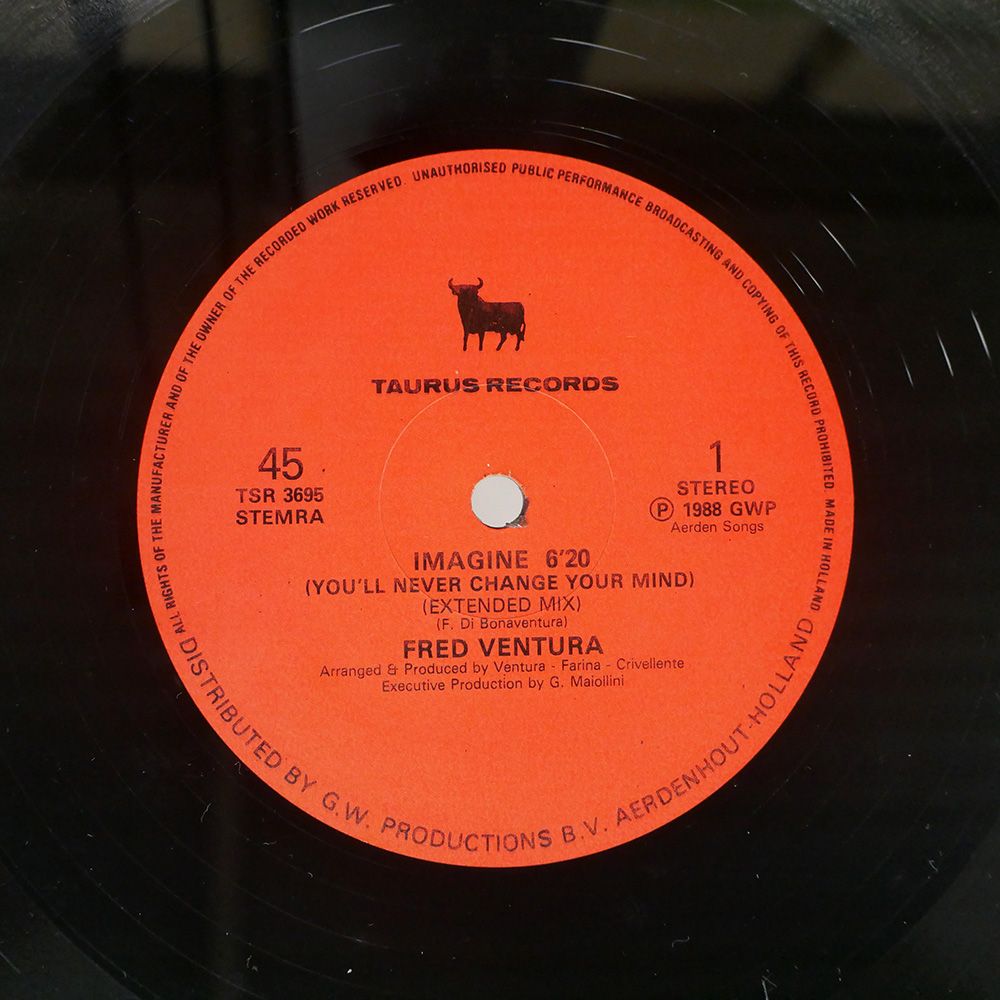 ALL RIGHTS OF THE MANUFACTURER AND OF THE OWNER OF THE RECORDED WORK RESERVED. UNAUTHORISED PUBLIC PERFORMANCE BROADCASTING AND COPYING OF THIS RECORD PROHIBITED. MADE IN HOLLAND
TAURUS RECORDS
45
TSR 3695
STEMRA
1
STEREO
Ⓟ 1988 GWP
Aerden Songs
IMAGINE 6'20
(YOU'LL NEVER CHANGE YOUR MIND)
(EXTENDED MIX)
(F. Di Bonaventura)
FRED VENTURA
Arranged & Produced by Ventura - Farina - Crivellente
Executive Production by G. Maiollini
DISTRIBUTED BY G.W. PRODUCTIONS B.V. AERDENHOUT-HOLLAND